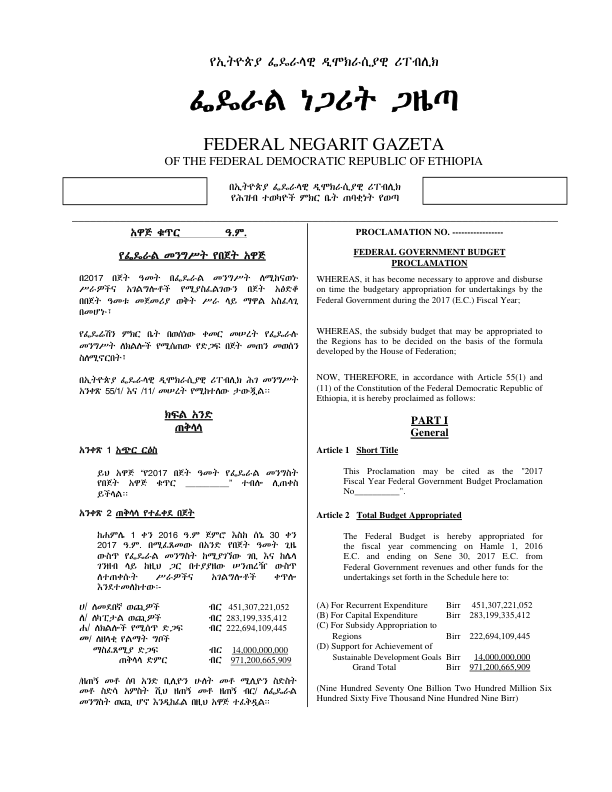 የኢትዮጵያ ፌዴራላዊ ዲሞክራሲያዊ ሪፐብሊክ
ፌዴራል ነጋሪት ጋዜጣ
FEDERAL NEGARIT GAZETA
OF THE FEDERAL DEMOCRATIC REPUBLIC OF ETHIOPIA
በኢትዮጵያ ፌዴራላዊ ዲሞክራሲያዊ ሪፐብሊክ
የሕዝብ ተወካዮች ምክር ቤት ጠባቂነት የወጣ
አዋጅ ቁጥር_________ዓ.ም.
የፌዴራል መንግሥት የበጀት አዋጅ
በ2017 በጀት ዓመት በፌዴራል መንግሥት ለሚከናወኑ
ሥራዎችና አገልግሎቶች የሚያስፈልገውን በጀት አፅድቆ
በበጀት ዓመቱ መጀመሪያ ወቅት ሥራ ላይ ማዋል አስፈላጊ
በመሆኑ፣
የፌዴሬሽን ምክር ቤት በወሰነው ቀመር መሠረት የፌዴራሉ
መንግሥት ለክልሎች የሚሰጠው የድጋፍ በጀት መጠን መወሰን
ስለሚኖርበት፣
በኢትዮጵያ ፌዴራላዊ ዲሞክራሲያዊ ሪፐብሊክ ሕገ መንግሥት
አንቀጽ 55/1/ እና /11/ መሠረት የሚከተለው ታውጇል።
ክፍል አንድ
ጠቅላላ
አንቀጽ 1 አጭር ርዕስ
ይህ አዋጅ "የ2017 በጀት ዓመት የፌዴራል መንግስት
የበጀት አዋጅ ቁጥር __________" ተብሎ ሊጠቀስ
ይችላል።
አንቀጽ 2 ጠቅላላ የተፈቀደ በጀት
ከሐምሌ 1 ቀን 2016 ዓ.ም ጀምሮ እስከ ሰኔ 30 ቀን
2017 ዓ.ም. በሚፈጸመው በአንድ የበጀት ዓመት ጊዜ
ውስጥ የፌዴራል መንግስት ከሚያገኘው ገቢ እና ከሌላ
ገንዘብ ላይ ከዚህ ጋር በተያያዘው ሠንጠረዥ ውስጥ
ለተጠቀሱት ሥራዎችና አገልግሎቶች ቀጥሎ
እንደተመለከተው፦
ሀ/ ለመደበኛ ወጪዎች ብር 451,307,221,052
ለ/ ለካፒታል ወጪዎች ብር 283,199,335,412
ሐ/ ለክልሎች የሚሰጥ ድጋፍ ብር 222,694,109,445
መ/ ለዘላቂ የልማት ግቦች
ማስፈጸሚያ ድጋፍ ብር 14,000,000,000
ጠቅላላ ድምር ብር 971,200,665,909
/ዘጠኝ መቶ ሰባ አንድ ቢሊዮን ሁለት መቶ ሚሊዮን ስድስት
መቶ ስድሳ አምስት ሺህ ዘጠኝ መቶ ዘጠኝ ብር/ ለፌዴራል
መንግስት ወጪ ሆኖ እንዲከፈል በዚህ አዋጅ ተፈቅዷል።
PROCLAMATION NO. -----------------
FEDERAL GOVERNMENT BUDGET
PROCLAMATION
WHEREAS, it has become necessary to approve and disburse
on time the budgetary appropriation for undertakings by the
Federal Government during the 2017 (E.C.) Fiscal Year;
WHEREAS, the subsidy budget that may be appropriated to
the Regions has to be decided on the basis of the formula
developed by the House of Federation;
NOW, THEREFORE, in accordance with Article 55(1) and
(11) of the Constitution of the Federal Democratic Republic of
Ethiopia, it is hereby proclaimed as follows:
PART I
General
Article 1 Short Title
This Proclamation may be cited as the "2017
Fiscal Year Federal Government Budget Proclamation
No__________".
Article 2 Total Budget Appropriated
The Federal Budget is hereby appropriated for
the fiscal year commencing on Hamle 1, 2016
E.C. and ending on Sene 30, 2017 E.C. from
Federal Government revenues and other funds for the
undertakings set forth in the Schedule here to:
(A) For Recurrent Expenditure Birr 451,307,221,052
(B) For Capital Expenditure Birr 283,199,335,412
(C) For Subsidy Appropriation to
Regions Birr 222,694,109,445
(D) Support for Achievement of
Sustainable Development Goals Birr 14,000,000,000
Grand Total Birr 971,200,665,909
(Nine Hundred Seventy One Billion Two Hundred Million Six
Hundred Sixty Five Thousand Nine Hundred Nine Birr)